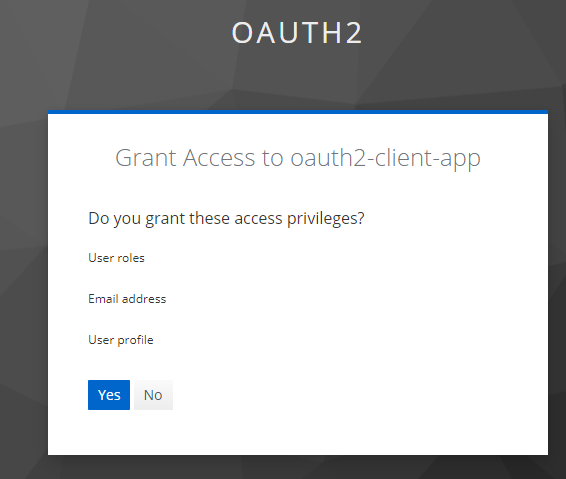 OAUTH2
Grant Access to oauth2-client-app
Do you grant these access privileges?
User roles
Email address
User profile
Yes No